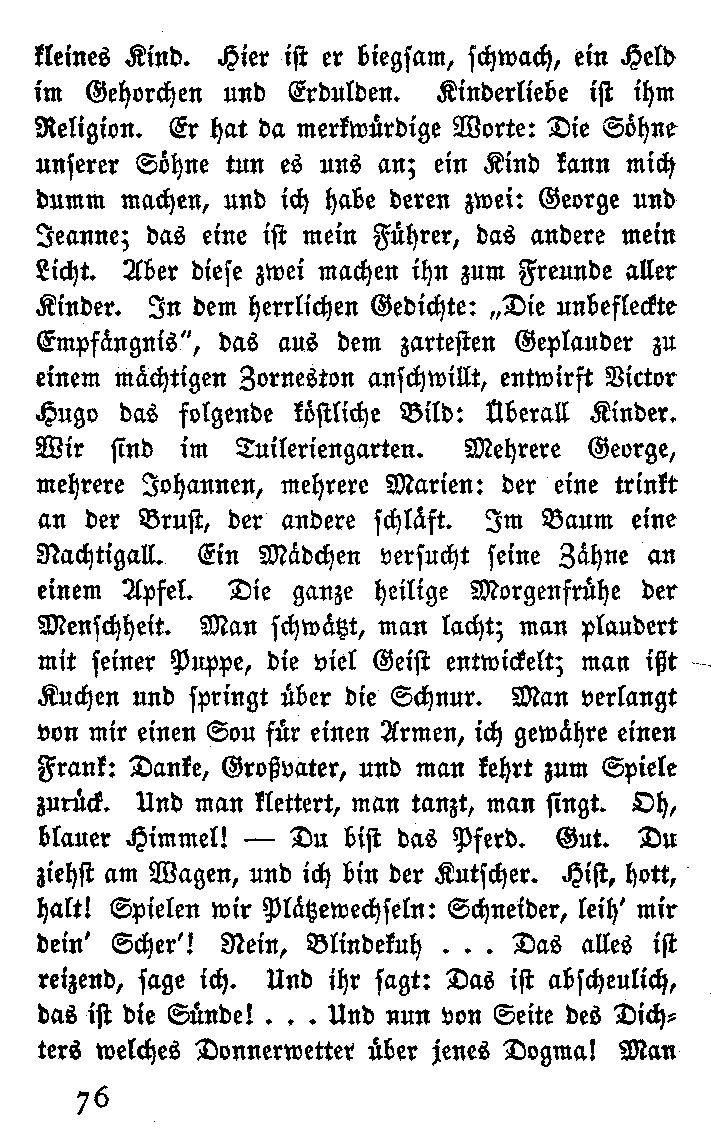 kleines Kind. Hier ist er biegsam, schwach, ein Held
im Gehorchen und Erdulden. Kinderliebe ist ihm
Religion. Er hat da merkwürdige Worte: Die Söhne
unserer Söhne tun es uns an; ein Kind kann mich
dumm machen, und ich habe deren zwei: George und
Jeanne; das eine ist mein Führer, das andere mein
Licht. Aber diese zwei machen ihn zum Freunde aller
Kinder. In dem herrlichen Gedichte: „Die unbefleckte
Empfängnis“, das aus dem zartesten Geplauder zu
einem mächtigen Zorneston anschwillt, entwirft Victor
Hugo das folgende köstliche Bild: Überall Kinder.
Wir sind im Tuileriengarten. Mehrere George,
mehrere Johannen, mehrere Marien: der eine trinkt
an der Brust, der andere schläft. Im Baum eine
Nachtigall. Ein Mädchen versucht seine Zähne an
einem Apfel. Die ganze heilige Morgenfrühe der
Menschheit. Man schwätzt, man lacht; man plaudert
mit seiner Puppe, die viel Geist entwickelt; man ißt
Kuchen und springt über die Schnur. Man verlangt
von mir einen Sou für einen Armen, ich gewähre einen
Frank: Danke, Großvater, und man kehrt zum Spiele
zurück. Und man klettert, man tanzt, man singt. Oh,
blauer Himmel! — Du bist das Pferd. Gut. Du
ziehst am Wagen, und ich bin der Kutscher. Hist, hott,
halt! Spielen wir Plätzewechseln: Schneider, leih' mir
dein' Scher'! Nein, Blindekuh . . . Das alles ist
reizend, sage ich. Und ihr sagt: Das ist abscheulich,
das ist die Sünde! . . . Und nun von Seite des Dich-
ters welches Donnerwetter über jenes Dogma! Man
76